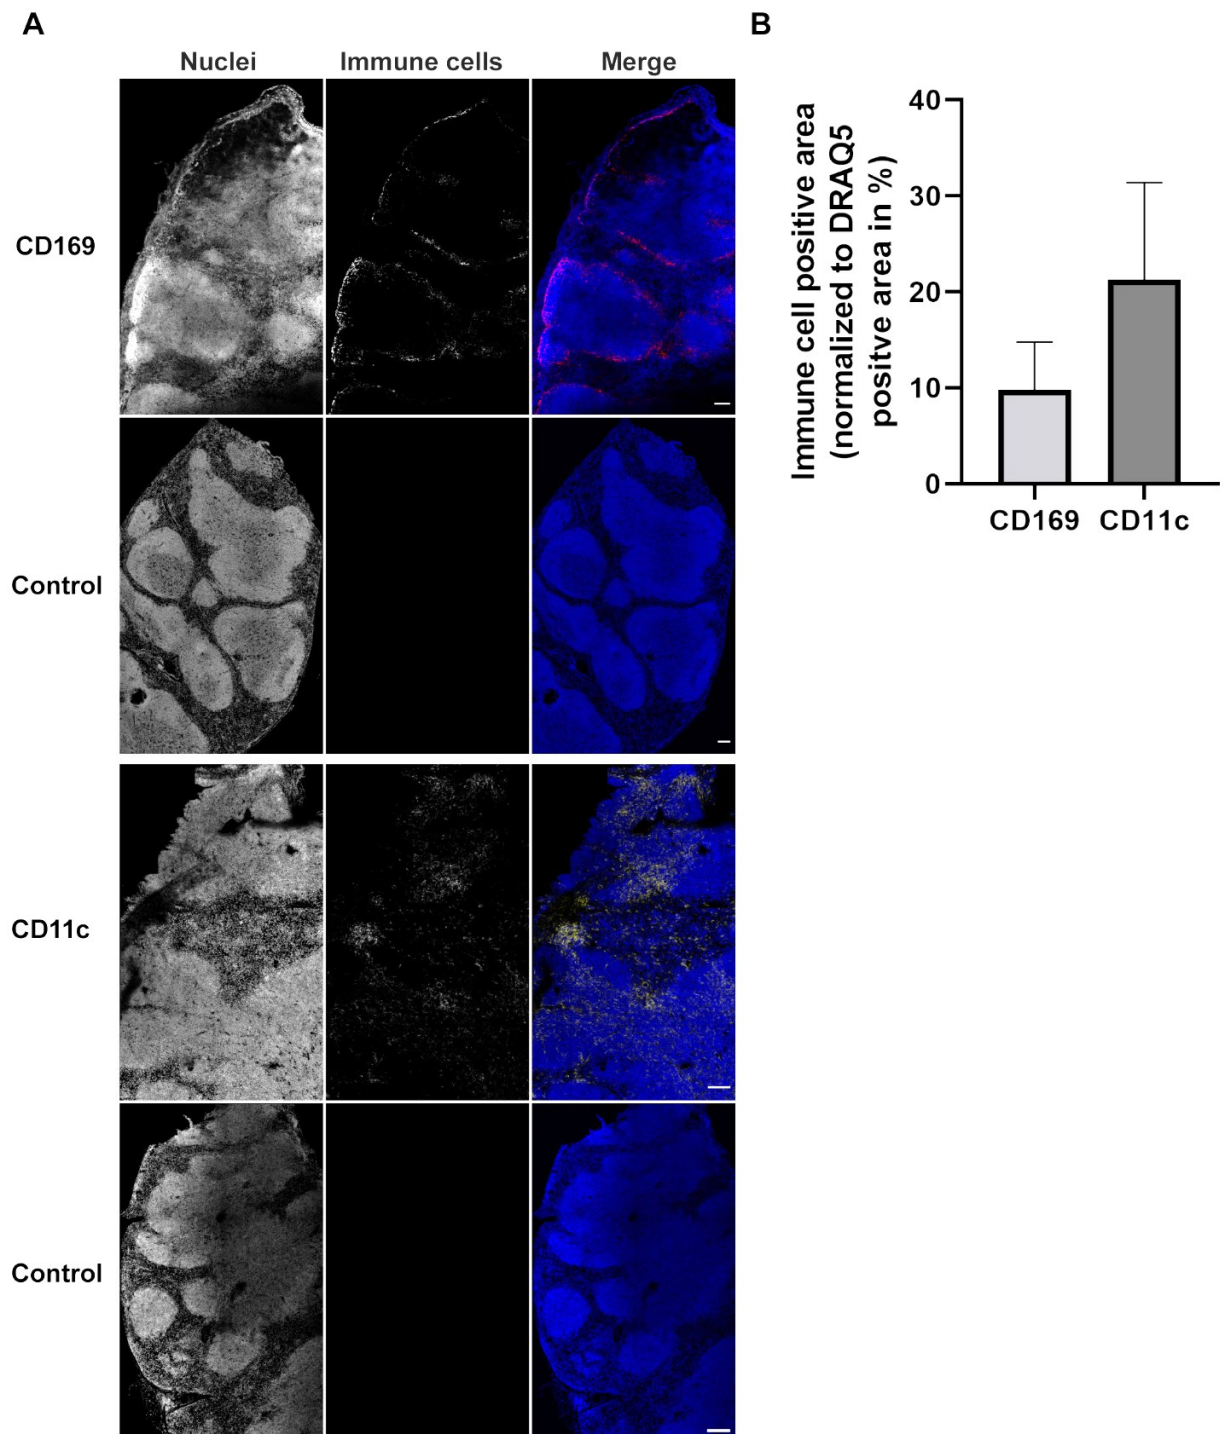 A
Nuclei
Immune cells
Merge
CD169
Control
CD11c
Control
B
Immune cell positive area
(normalized to DRAQ5
positve area in %)
40
30
20
10
0
CD169
CD11c